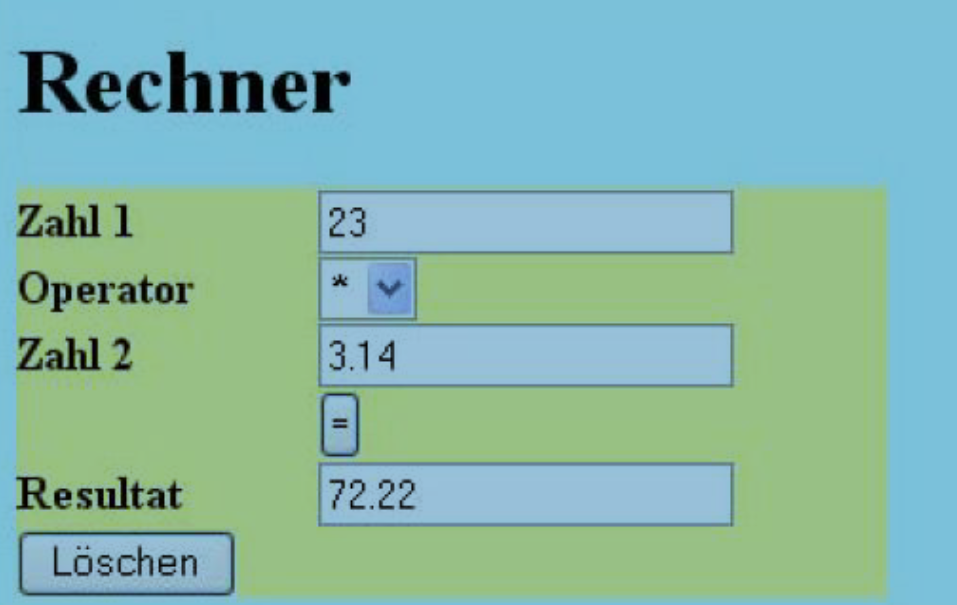 Rechner
Zahl 1 23
Operator *
Zahl 2 3.14
=
Resultat 72.22
Löschen